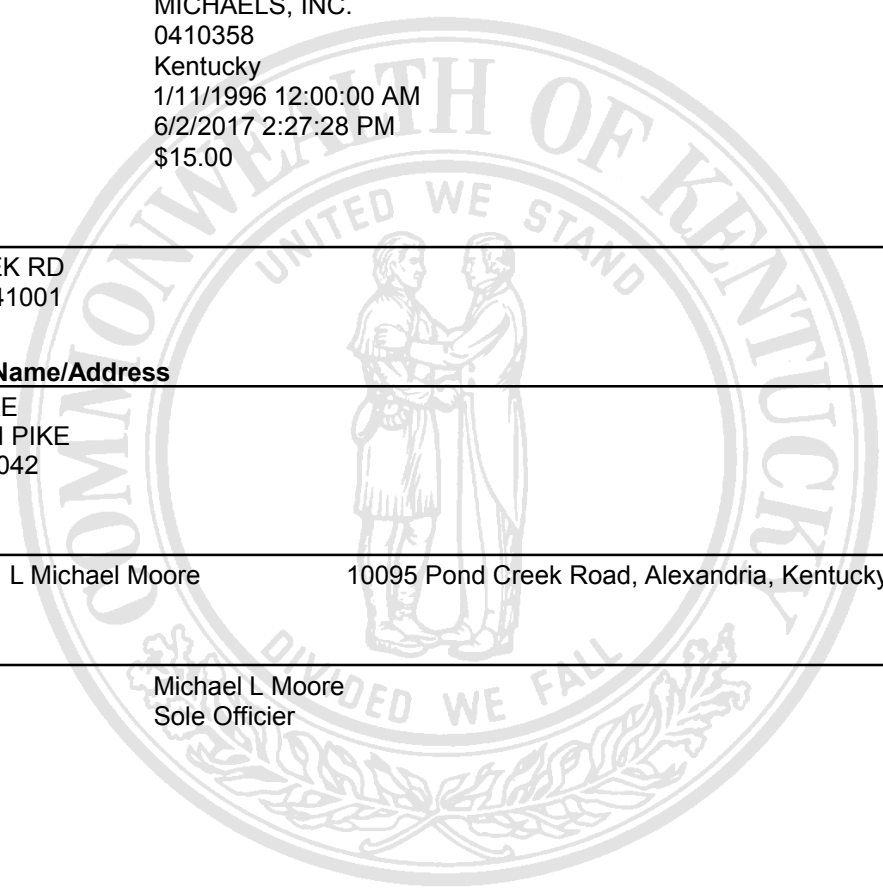 MICHAELS, INC.
0410358
Kentucky
1/11/1996 12:00:00 AM
6/2/2017 2:27:28 PM
$15.00
EK RD
41001
Name/Address
E
PIKE
042
L Michael Moore 10095 Pond Creek Road, Alexandria, Kentucky
Michael L Moore
Sole Officier
COMMONWEALTH OF KENTUCKY
UNITED WE STAND
DIVIDED WE FALL